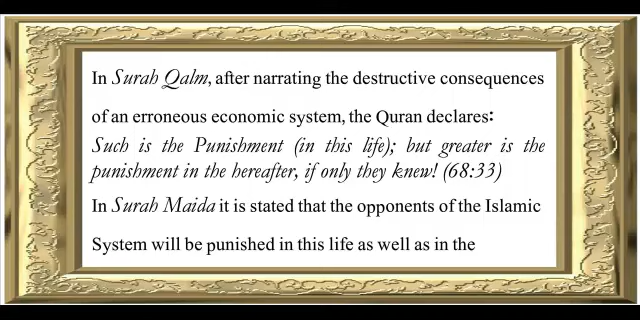 In Surah Qalm, after narrating the destructive consequences
of an erroneous economic system, the Quran declares:
Such is the Punishment (in this life); but greater is the
punishment in the hereafter, if only they knew! (68:33)
In Surah Maida it is stated that the opponents of the Islamic
System will be punished in this life as well as in the